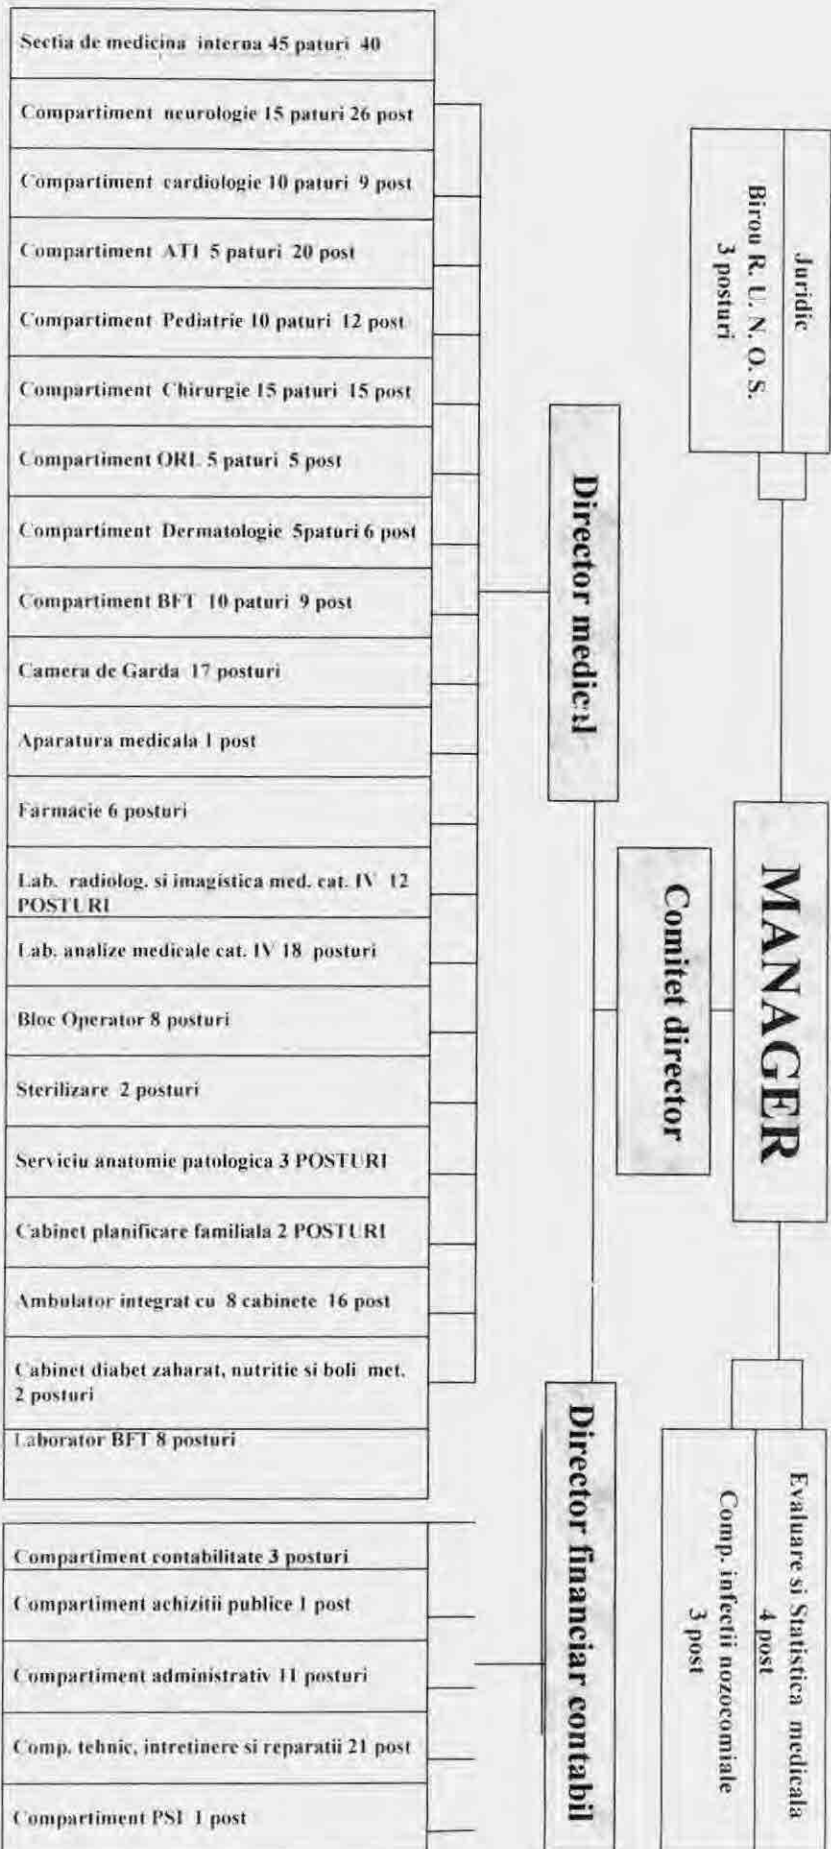 Sectia de medicina interna 45 paturi 40
Compartiment neurologie 15 paturi 26 post
Compartiment cardiologie 10 paturi 9 post
Compartiment ATI 5 paturi 20 post
Compartiment Pediatrie 10 paturi 12 post
Compartiment Chirurgie 15 paturi 15 post
Compartiment ORL 5 paturi 5 post
Compartiment Dermatologie 5paturi 6 post
Compartiment BFT 10 paturi 9 post
Camera de Garda 17 posturi
Aparatura medicala 1 post
Farmacie 6 posturi
Lab. radiolog. si imagistica med. cat. IV 12
POSTURI
Lab. analize medicale cat. IV 18 posturi
Bloc Operator 8 posturi
Sterilizare 2 posturi
Serviciu anatomie patologica 3 POSTURI
Cabinet planificare familiala 2 POSTURI
Ambulator integrat cu 8 cabinete 16 post
Cabinet diabet zaharat, nutritie si boli met.
2 posturi
Laborator BFT 8 posturi
Compartiment contabilitate 3 posturi
Compartiment achizitii publice 1 post
Compartiment administrativ 11 posturi
Comp. tehnic, intretinere si reparatii 21 post
Compartiment PSI 1 post
Juridic
Birou R. U. N. O. S.
3 posturi
MANAGER
Comitet director
Director medical
Director financiar contabil
Evaluare si Statistica medicala
4 post
Comp. infectii nozocomiale
3 post